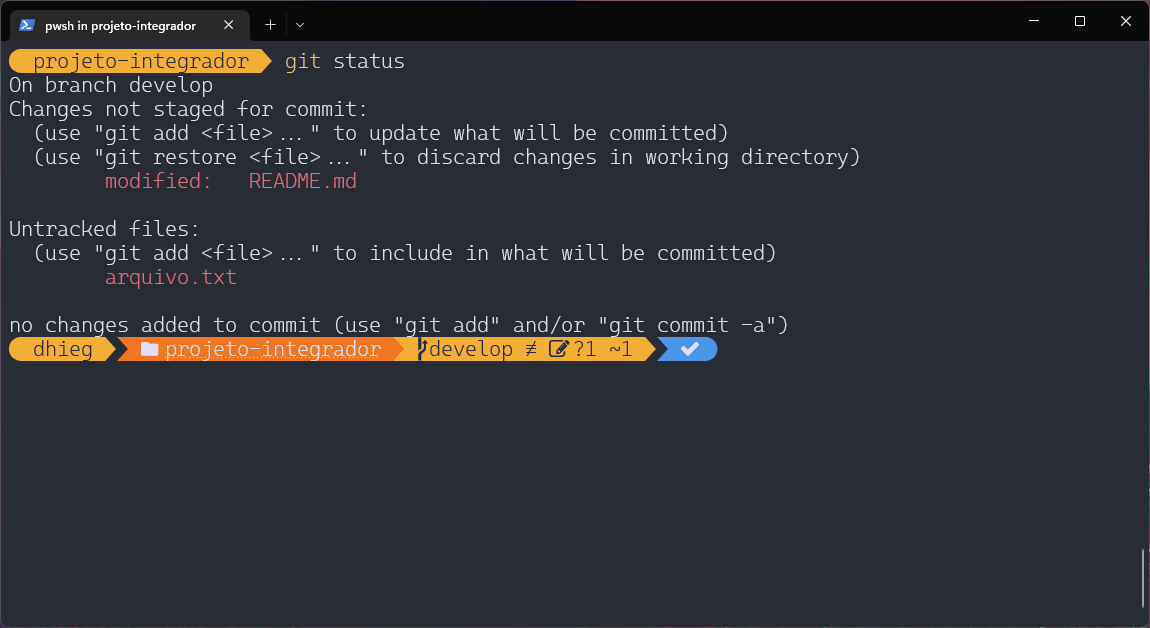 pwsh in projeto-integrador
projeto-integrador git status
On branch develop
Changes not staged for commit:
(use "git add <file>..." to update what will be committed)
(use "git restore <file>..." to discard changes in working directory)
modified: README.md
Untracked files:
(use "git add <file>..." to include in what will be committed)
arquivo.txt
no changes added to commit (use "git add" and/or "git commit -a")
dhieg projeto-integrador develop ≢ ?1 ~1